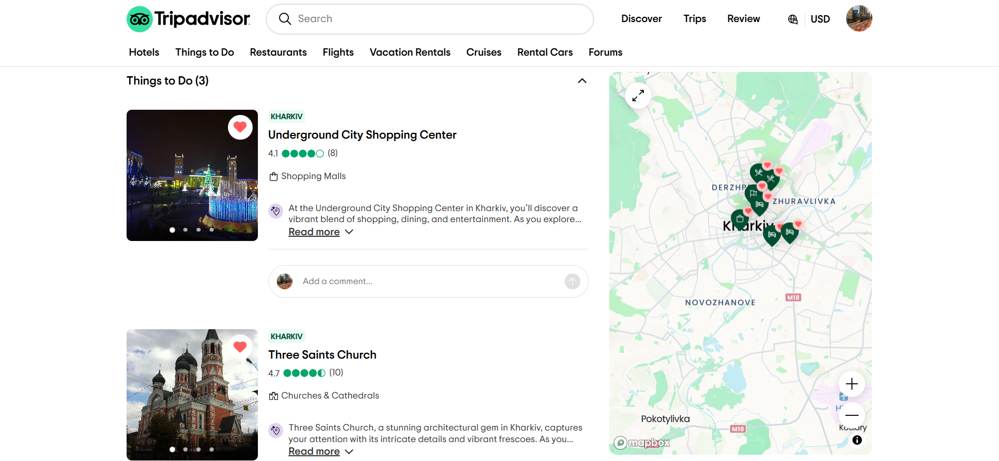 Tripadvisor
Search
Discover
Trips
Review
USD
Hotels
Things to Do
Restaurants
Flights
Vacation Rentals
Cruises
Rental Cars
Forums
Things to Do (3)
KHARKIV
Underground City Shopping Center
4.1 (8)
Shopping Malls
At the Underground City Shopping Center in Kharkiv, you’ll discover a
vibrant blend of shopping, dining, and entertainment. As you explore...
Read more
Add a comment...
KHARKIV
Three Saints Church
4.7 (10)
Churches & Cathedrals
Three Saints Church, a stunning architectural gem in Kharkiv, captures
your attention with its intricate details and vibrant frescoes. As you...
Read more
DERZHP
ZHURAVLIVKA
Kharkiv
M18
NOVOZHANOVE
Pokotylivka
M18
mapbox